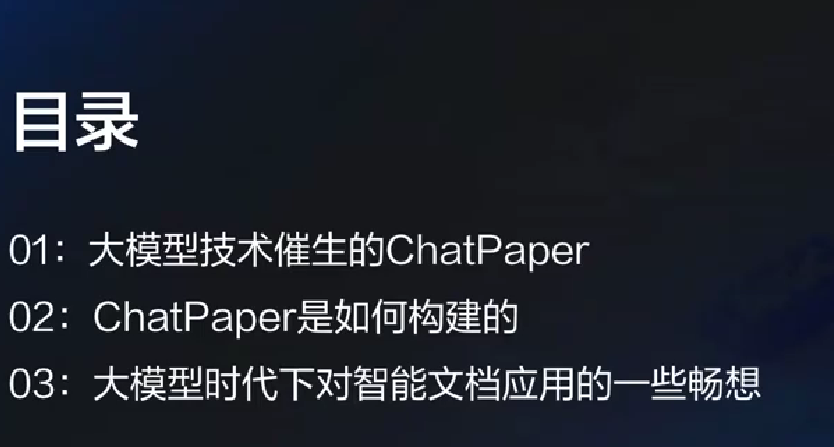 目录
01：大模型技术催生的ChatPaper
02：ChatPaper是如何构建的
03：大模型时代下对智能文档应用的一些畅想